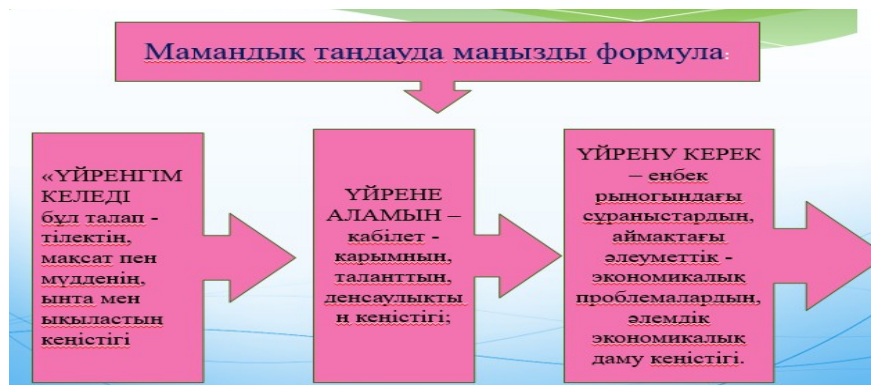 Мамандық таңдауда маңызды формула:
«ҮЙРЕНГІМ
КЕЛЕДІ
бұл талап -
тілектің,
мақсат пен
мүдденің,
ынта мен
ықыластың
кеңістігі
ҮЙРЕНЕ
АЛАМЫН –
қабілет -
қарымның,
таланттың,
денсаулықты
ң кеңістігі;
ҮЙРЕНУ КЕРЕК
– еңбек
рыногындағы
сұраныстардың,
аймақтағы
әлеуметтік -
экономикалық
проблемалардың,
әлемдік
экономикалық
даму кеңістігі.